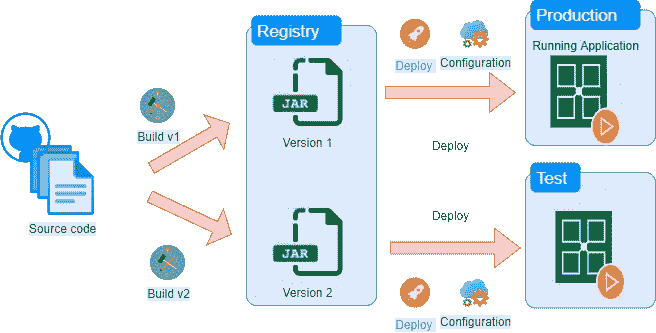 Registry
Production
Running Application
Deploy
Configuration
Build v1
JAR
Version 1
Deploy
Source code
Test
Deploy
Build v2
JAR
Version 2
Deploy
Configuration